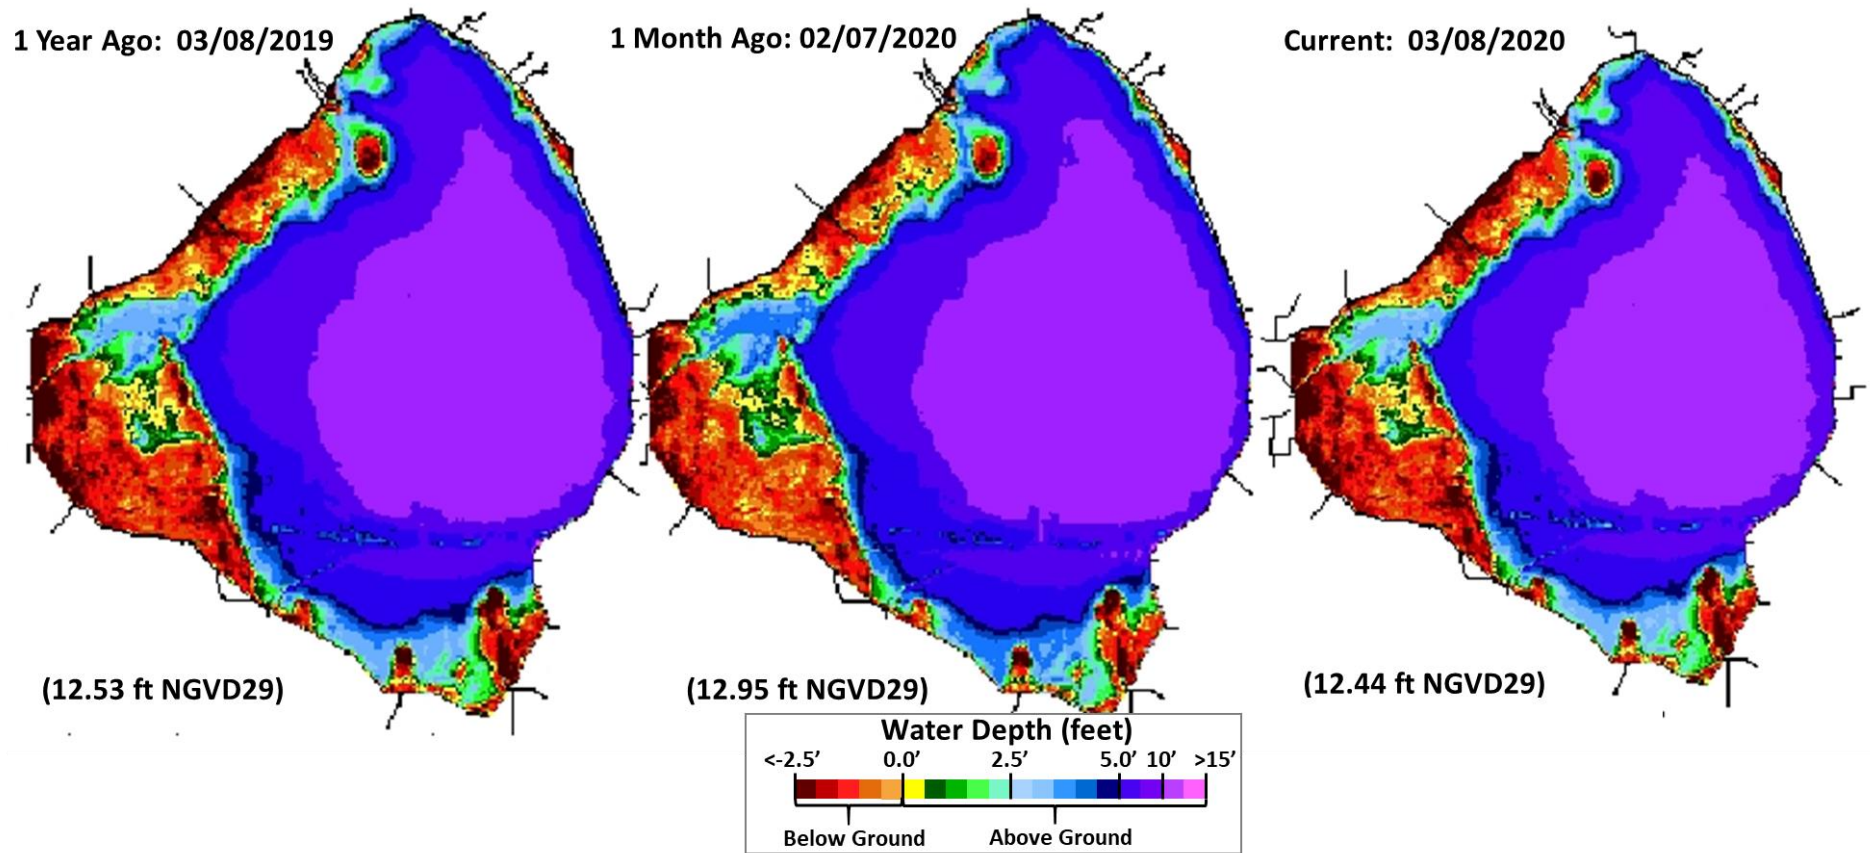 1 Year Ago:  03/08/2019
1 Month Ago: 02/07/2020
Current:  03/08/2020
(12.53 ft NGVD29)
(12.95 ft NGVD29)
(12.44 ft NGVD29)
Water Depth (feet)
<-2.5’ 0.0’ 2.5’ 5.0’ 10’ >15’
Below Ground Above Ground